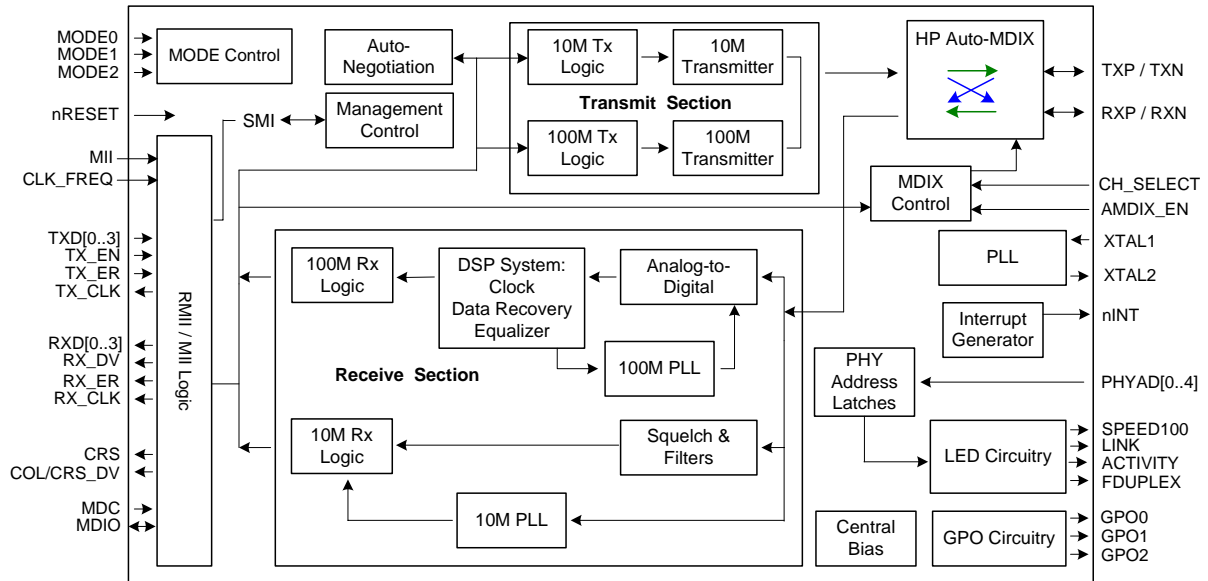 MODE0
MODE1
MODE2
nRESET
MII
CLK_FREQ
TXD[0..3]
TX_EN
TX_ER
TX_CLK
RXD[0..3]
RX_DV
RX_ER
RX_CLK
CRS
COL/CRS_DV
MDC
MDIO
MODE Control
RMII / MII Logic
SMI
Auto-
Negotiation
Management
Control
10M Tx
Logic
10M
Transmitter
Transmit Section
100M Tx
Logic
100M
Transmitter
100M Rx
Logic
DSP System:
Clock
Data Recovery
Equalizer
Analog-to-
Digital
100M PLL
Receive Section
10M Rx
Logic
Squelch &
Filters
10M PLL
HP Auto-MDIX
MDIX
Control
PLL
Interrupt
Generator
PHY
Address
Latches
LED Circuitry
Central
Bias
GPO Circuitry
TXP / TXN
RXP / RXN
CH_SELECT
AMDIX_EN
XTAL1
XTAL2
nINT
PHYAD[0..4]
SPEED100
LINK
ACTIVITY
FDUPLEX
GPO0
GPO1
GPO2